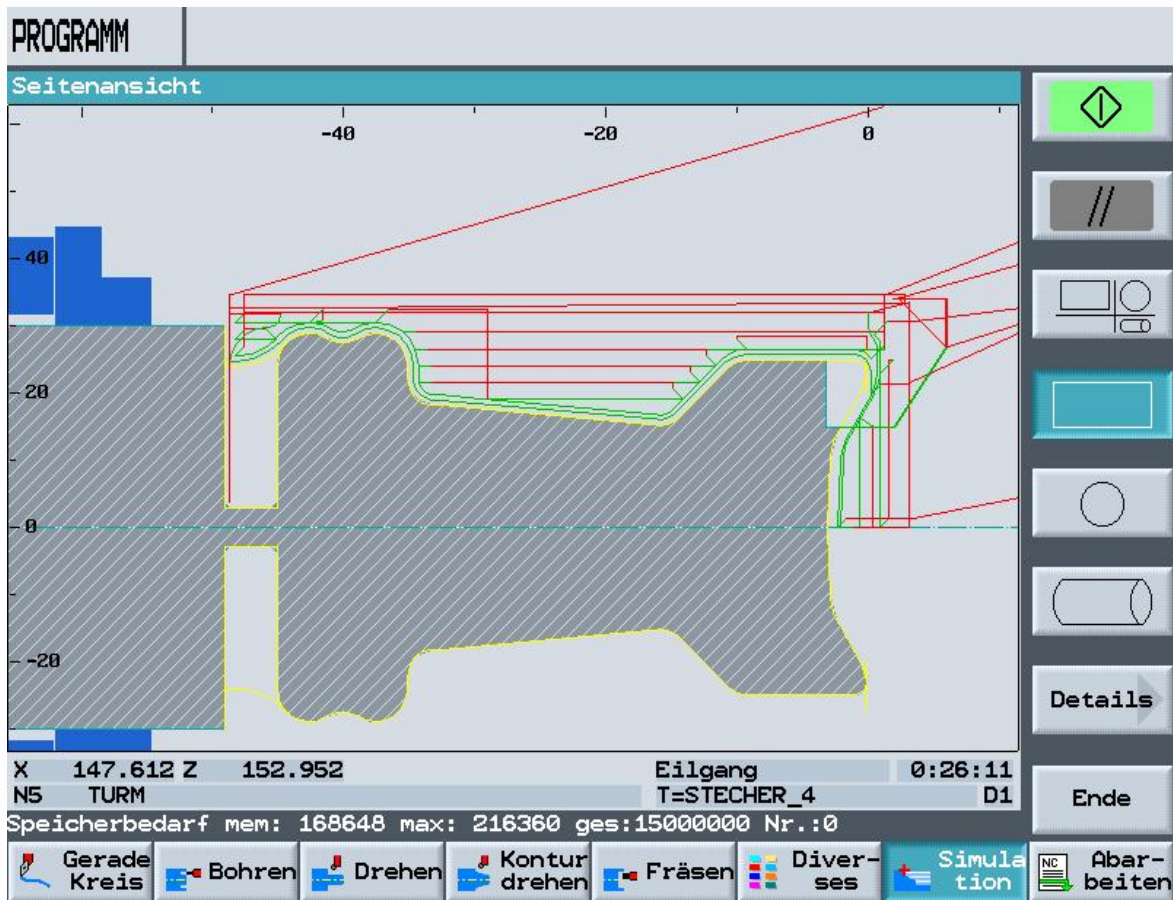 PROGRAMM
Seitenansicht
-40 -20 0
40
20
0
-20
Details
X 147.612 Z 152.952 Eilgang 0:26:11
N5 TURM T=STECHER_4 D1
Ende
Speicherbedarf mem: 168648 max: 216360 ges:15000000 Nr.:0
Gerade Kreis
Bohren
Drehen
Kontur drehen
Fräsen
Diver-
ses
Simula
tion
NC
Abar-
beiten